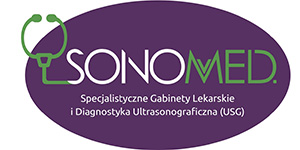 SONOMED.
Specjalistyczne Gabinety Lekarskie
i Diagnostyka Ultrasonograficzna (USG)